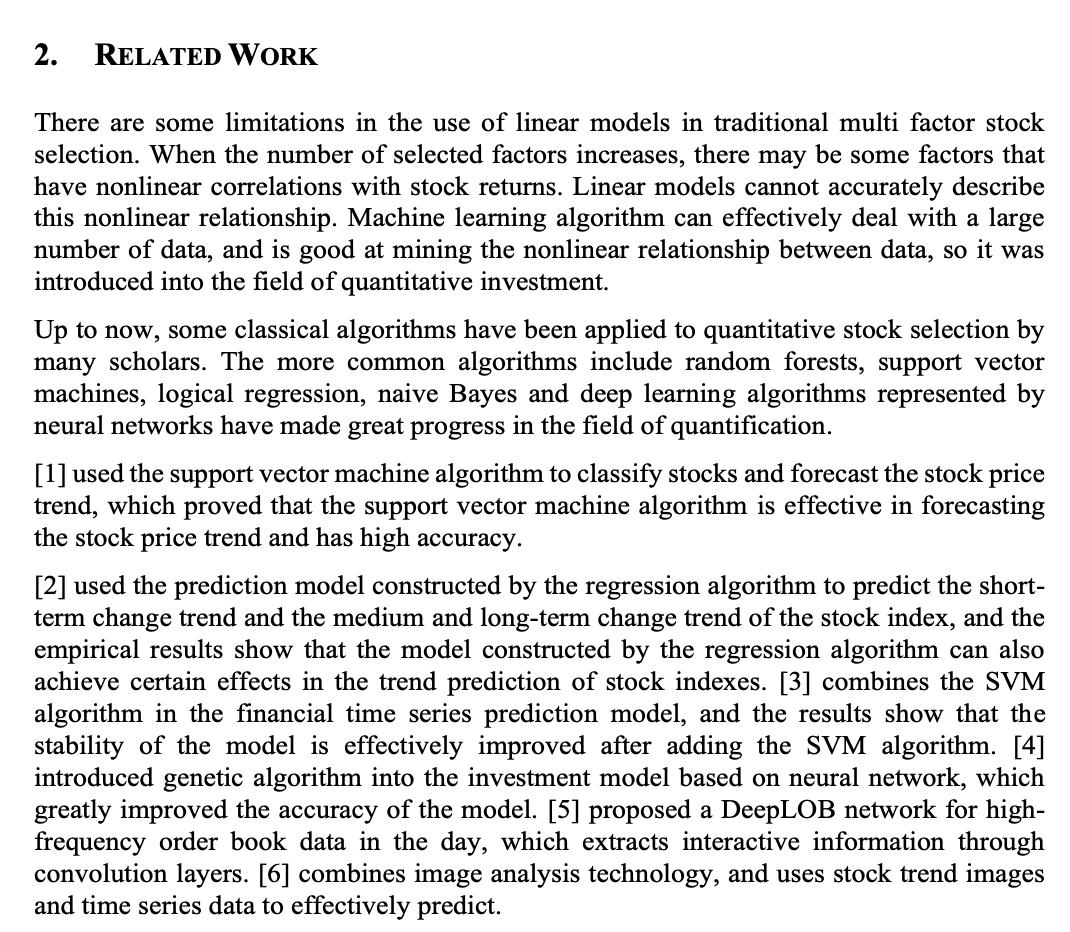 2. RELATED WORK
There are some limitations in the use of linear models in traditional multi factor stock
selection. When the number of selected factors increases, there may be some factors that
have nonlinear correlations with stock returns. Linear models cannot accurately describe
this nonlinear relationship. Machine learning algorithm can effectively deal with a large
number of data, and is good at mining the nonlinear relationship between data, so it was
introduced into the field of quantitative investment.
Up to now, some classical algorithms have been applied to quantitative stock selection by
many scholars. The more common algorithms include random forests, support vector
machines, logical regression, naive Bayes and deep learning algorithms represented by
neural networks have made great progress in the field of quantification.
[1] used the support vector machine algorithm to classify stocks and forecast the stock price
trend, which proved that the support vector machine algorithm is effective in forecasting
the stock price trend and has high accuracy.
[2] used the prediction model constructed by the regression algorithm to predict the short-
term change trend and the medium and long-term change trend of the stock index, and the
empirical results show that the model constructed by the regression algorithm can also
achieve certain effects in the trend prediction of stock indexes. [3] combines the SVM
algorithm in the financial time series prediction model, and the results show that the
stability of the model is effectively improved after adding the SVM algorithm. [4]
introduced genetic algorithm into the investment model based on neural network, which
greatly improved the accuracy of the model. [5] proposed a DeepLOB network for high-
frequency order book data in the day, which extracts interactive information through
convolution layers. [6] combines image analysis technology, and uses stock trend images
and time series data to effectively predict.